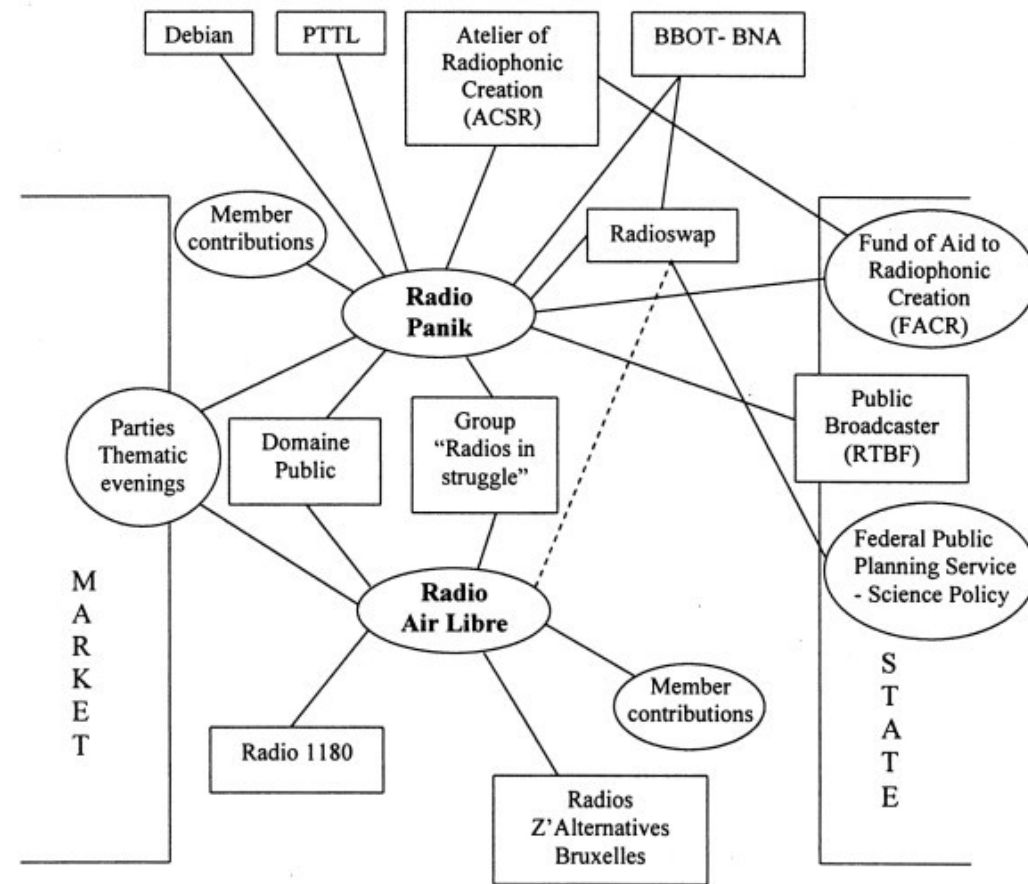 Debian
PTTL
Atelier of
Radiophonic
Creation
(ACSR)
BBOT- BNA
Member
contributions
Radioswap
Fund of Aid to
Radiophonic
Creation
(FACR)
Radio
Panik
Parties
Thematic
evenings
Domaine
Public
Group
“Radios in
struggle”
Public
Broadcaster
(RTBF)
Federal Public
Planning Service
- Science Policy
MARKET
Radio
Air Libre
STATE
Member
contributions
Radio 1180
Radios
Z’Alternatives
Bruxelles